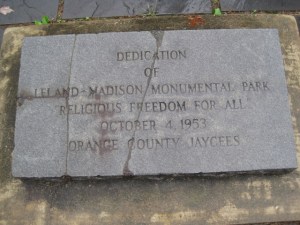 DEDICATION
OF
LELAND-MADISON MONUMENTAL PARK
"RELIGIOUS FREEDOM FOR ALL"
OCTOBER 4, 1953
ORANGE COUNTY JAYCEES